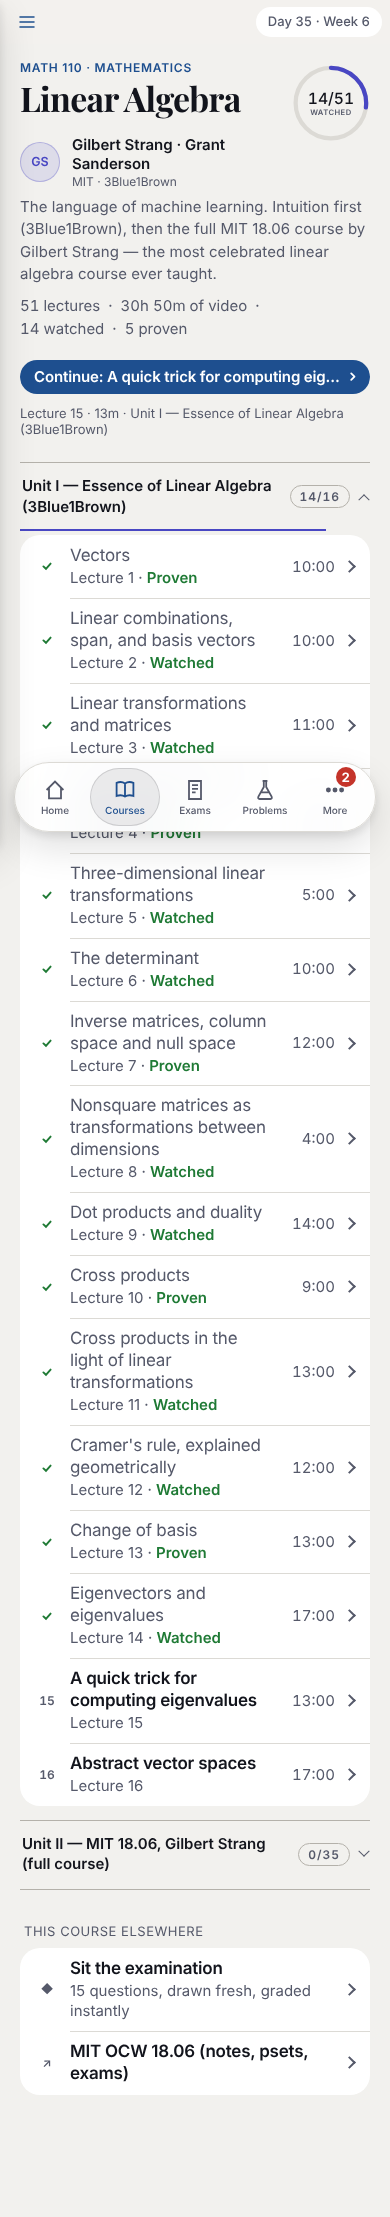 Day 35 · Week 6
MATH 110 · MATHEMATICS
Linear Algebra
14/51
WATCHED
GS
Gilbert Strang · Grant
Sanderson
MIT · 3Blue1Brown
The language of machine learning. Intuition first
(3Blue1Brown), then the full MIT 18.06 course by
Gilbert Strang — the most celebrated linear
algebra course ever taught.
51 lectures · 30h 50m of video ·
14 watched · 5 proven
Continue: A quick trick for computing eig...
Lecture 15 · 13m · Unit I — Essence of Linear Algebra
(3Blue1Brown)
Unit I — Essence of Linear Algebra
(3Blue1Brown)
14/16
Vectors
Lecture 1 · Proven
10:00
Linear combinations,
span, and basis vectors
Lecture 2 · Watched
10:00
Linear transformations
and matrices
Lecture 3 · Watched
11:00
Home
Courses
Exams
Problems
2
More
Lecture 4 · Proven
Three-dimensional linear
transformations
Lecture 5 · Watched
5:00
The determinant
Lecture 6 · Watched
10:00
Inverse matrices, column
space and null space
Lecture 7 · Proven
12:00
Nonsquare matrices as
transformations between
dimensions
Lecture 8 · Watched
4:00
Dot products and duality
Lecture 9 · Watched
14:00
Cross products
Lecture 10 · Proven
9:00
Cross products in the
light of linear
transformations
Lecture 11 · Watched
13:00
Cramer's rule, explained
geometrically
Lecture 12 · Watched
12:00
Change of basis
Lecture 13 · Proven
13:00
Eigenvectors and
eigenvalues
Lecture 14 · Watched
17:00
15
A quick trick for
computing eigenvalues
Lecture 15
13:00
16
Abstract vector spaces
Lecture 16
17:00
Unit II — MIT 18.06, Gilbert Strang
(full course)
0/35
THIS COURSE ELSEWHERE
Sit the examination
15 questions, drawn fresh, graded
instantly
MIT OCW 18.06 (notes, psets,
exams)